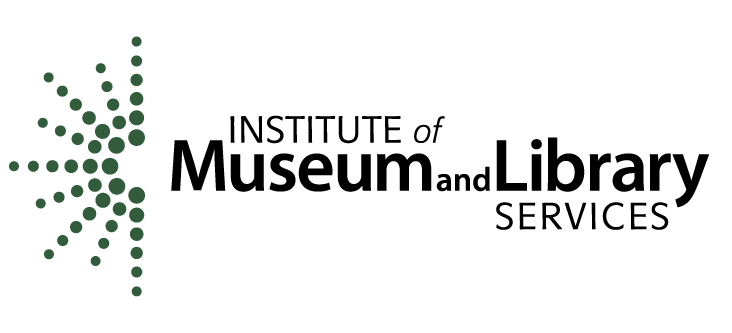 INSTITUTE of
Museum and Library
SERVICES